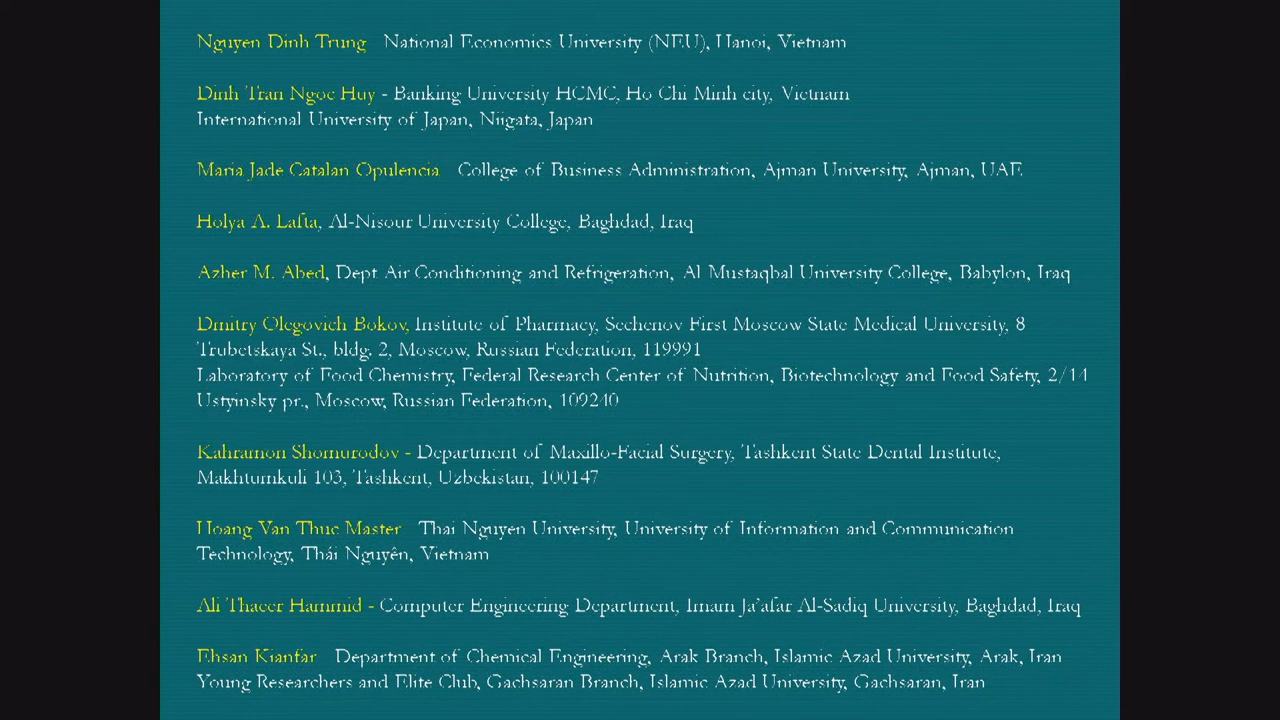 Nguyen Dinh Trung National Economics University (NEU), Hanoi, Vietnam
Dinh Tran Ngoc Huy - Banking University HCMC, Ho Chi Minh city, Vietnam
International University of Japan, Niigata, Japan
Maria Jade Catalan Opulencia College of Business Administration, Ajman University, Ajman, UAE
Holya A. Lafta, Al-Nisour University College, Baghdad, Iraq
Azher M. Abed, Dept Air Conditioning and Refrigeration, Al Mustaqbal University College, Babylon, Iraq
Dmitry Olegovich Bokov, Institute of Pharmacy, Sechenov First Moscow State Medical University, 8
Trubetskaya St., bldg. 2, Moscow, Russian Federation, 119991
Laboratory of Food Chemistry, Federal Research Center of Nutrition, Biotechnology and Food Safety, 2/14
Ustyinsky pr., Moscow, Russian Federation, 109240
Kahramon Shomurodov - Department of Maxillo-Facial Surgery, Tashkent State Dental Institute,
Makhtumkuli 103, Tashkent, Uzbekistan, 100147
Hoang Van Thuc Master Thai Nguyen University, University of Information and Communication
Technology, Thái Nguyên, Vietnam
Ali Thaeer Hammid - Computer Engineering Department, Imam Ja'afar Al-Sadiq University, Baghdad, Iraq
Ehsan Kianfar Department of Chemical Engineering, Arak Branch, Islamic Azad University, Arak, Iran
Young Researchers and Elite Club, Gachsaran Branch, Islamic Azad University, Gachsaran, Iran